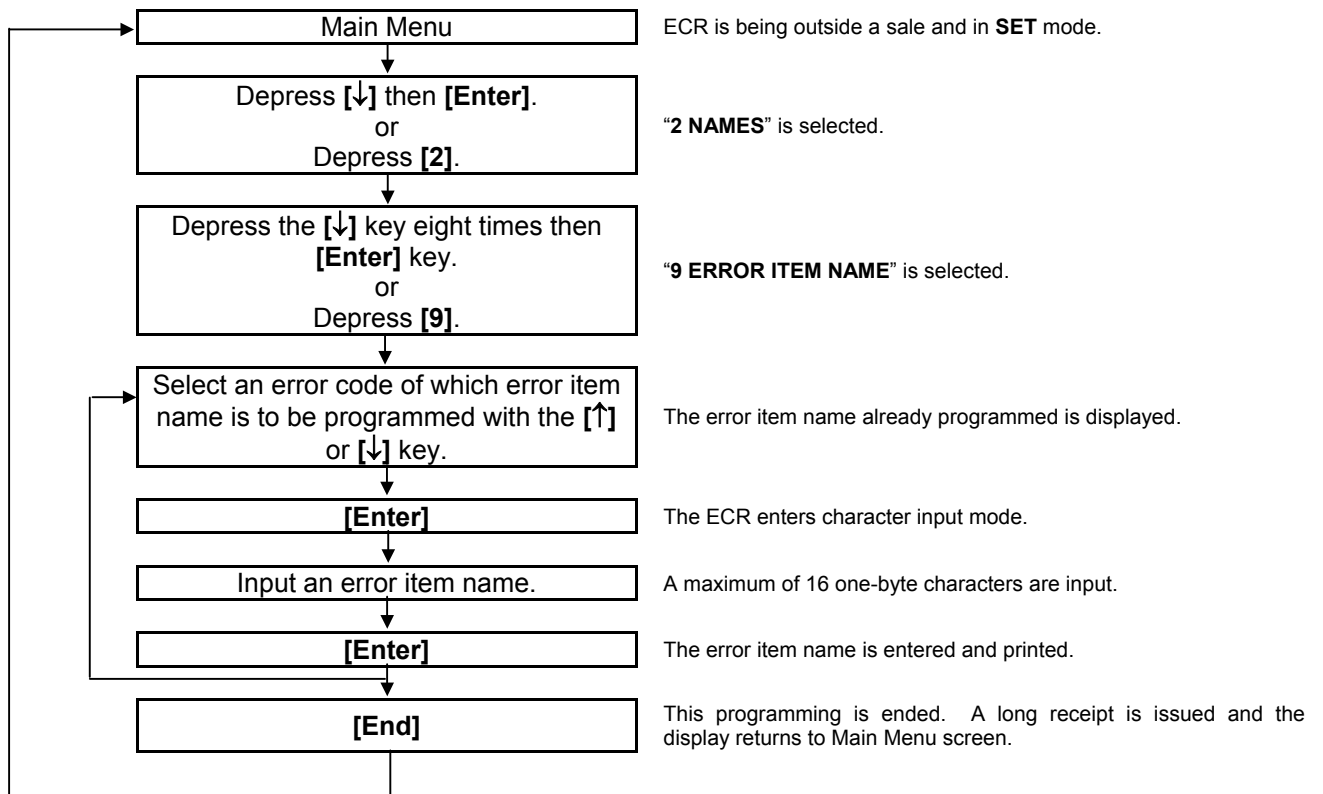 Main Menu
ECR is being outside a sale and in SET mode.
Depress [↓] then [Enter].
or
Depress [2].
“2 NAMES” is selected.
Depress the [↓] key eight times then
[Enter] key.
or
Depress [9].
“9 ERROR ITEM NAME” is selected.
Select an error code of which error item
name is to be programmed with the [↑]
or [↓] key.
The error item name already programmed is displayed.
[Enter]
The ECR enters character input mode.
Input an error item name.
A maximum of 16 one-byte characters are input.
[Enter]
The error item name is entered and printed.
[End]
This programming is ended. A long receipt is issued and the
display returns to Main Menu screen.